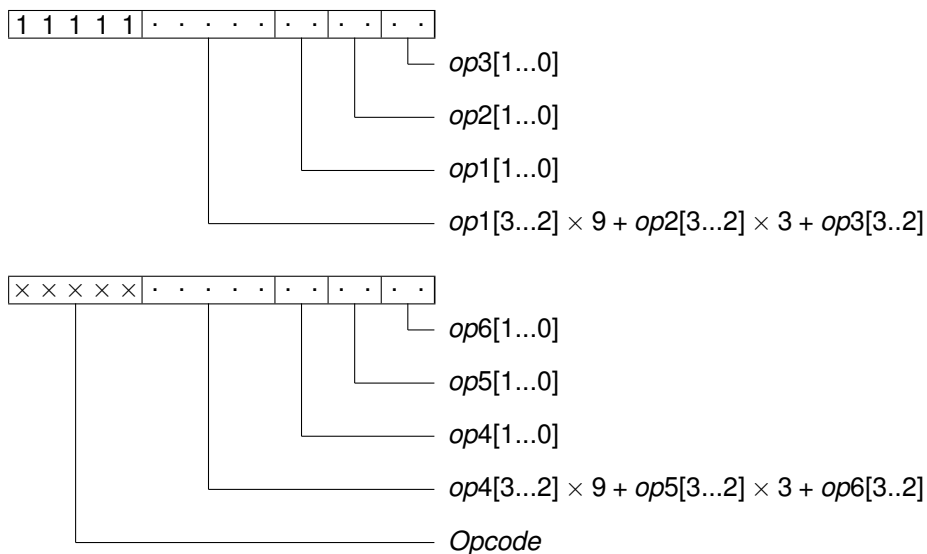 1 1 1 1 1 · · · · · · · · · · ·
op3[1...0]
op2[1...0]
op1[1...0]
op1[3...2] × 9 + op2[3...2] × 3 + op3[3..2]
× × × × × · · · · · · · · · · ·
op6[1...0]
op5[1...0]
op4[1...0]
op4[3...2] × 9 + op5[3...2] × 3 + op6[3..2]
Opcode